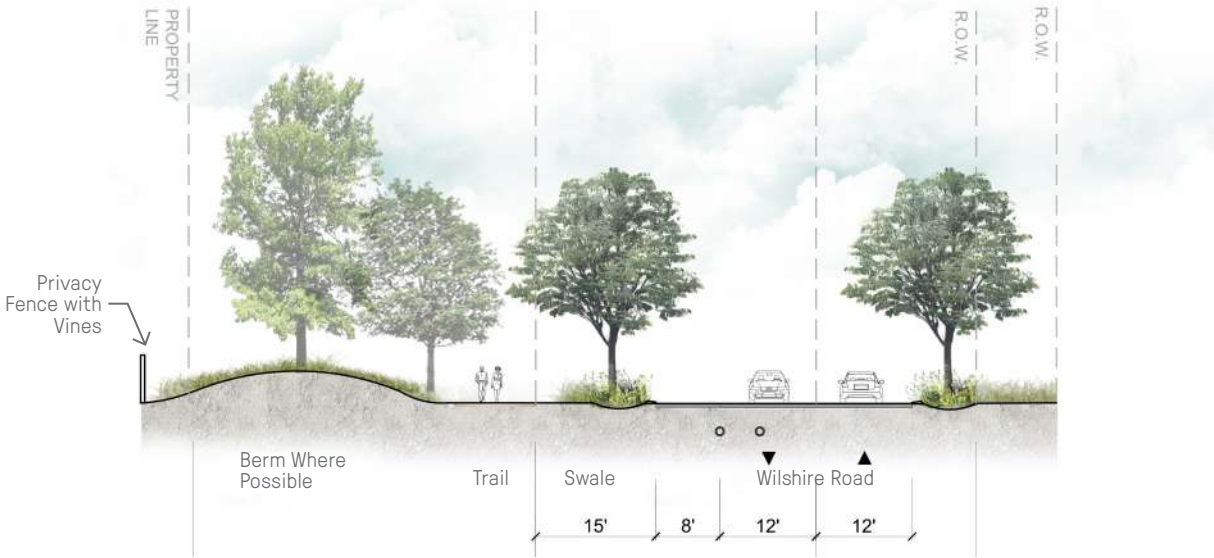 PROPERTY
LINE
R.O.W.
R.O.W.
Privacy
Fence with
Vines
Berm Where
Possible
Trail
Swale
Wilshire Road
15'
8'
12'
12'